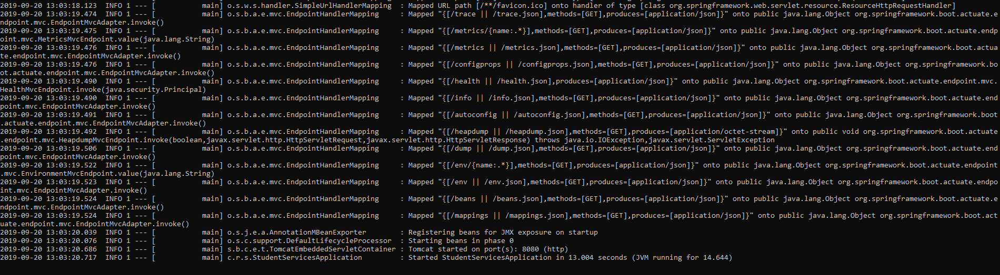 2019-09-20 13:03:18.123  INFO 1 --- [           main] o.s.w.s.handler.SimpleUrlHandlerMapping  : Mapped URL path [/**/favicon.ico] onto handler of type [class org.springframework.web.servlet.resource.ResourceHttpRequestHandler]
2019-09-20 13:03:19.474  INFO 1 --- [           main] o.s.b.a.e.mvc.EndpointHandlerMapping     : Mapped "{[/trace || /trace.json],methods=[GET],produces=[application/json]}" onto public java.lang.Object org.springframework.boot.actuate.e
ndpoint.mvc.EndpointMvcAdapter.invoke()
2019-09-20 13:03:19.475  INFO 1 --- [           main] o.s.b.a.e.mvc.EndpointHandlerMapping     : Mapped "{[/metrics/{name:.*}],methods=[GET],produces=[application/json]}" onto public java.lang.Object org.springframework.boot.actuate.endp
oint.mvc.MetricsMvcEndpoint.value(java.lang.String)
2019-09-20 13:03:19.476  INFO 1 --- [           main] o.s.b.a.e.mvc.EndpointHandlerMapping     : Mapped "{[/metrics || /metrics.json],methods=[GET],produces=[application/json]}" onto public java.lang.Object org.springframework.boot.actua
te.endpoint.mvc.EndpointMvcAdapter.invoke()
2019-09-20 13:03:19.476  INFO 1 --- [           main] o.s.b.a.e.mvc.EndpointHandlerMapping     : Mapped "{[/configprops || /configprops.json],methods=[GET],produces=[application/json]}" onto public java.lang.Object org.springframework.bo
ot.actuate.endpoint.mvc.EndpointMvcAdapter.invoke()
2019-09-20 13:03:19.490  INFO 1 --- [           main] o.s.b.a.e.mvc.EndpointHandlerMapping     : Mapped "{[/health || /health.json],produces=[application/json]}" onto public java.lang.Object org.springframework.boot.actuate.endpoint.mvc.
HealthMvcEndpoint.invoke(java.security.Principal)
2019-09-20 13:03:19.490  INFO 1 --- [           main] o.s.b.a.e.mvc.EndpointHandlerMapping     : Mapped "{[/info || /info.json],methods=[GET],produces=[application/json]}" onto public java.lang.Object org.springframework.boot.actuate.end
point.mvc.EndpointMvcAdapter.invoke()
2019-09-20 13:03:19.491  INFO 1 --- [           main] o.s.b.a.e.mvc.EndpointHandlerMapping     : Mapped "{[/autoconfig || /autoconfig.json],methods=[GET],produces=[application/json]}" onto public java.lang.Object org.springframework.boot
.actuate.endpoint.mvc.EndpointMvcAdapter.invoke()
2019-09-20 13:03:19.492  INFO 1 --- [           main] o.s.b.a.e.mvc.EndpointHandlerMapping     : Mapped "{[/heapdump || /heapdump.json],methods=[GET],produces=[application/octet-stream]}" onto public void org.springframework.boot.actuate
.endpoint.mvc.HeapdumpMvcEndpoint.invoke(boolean,javax.servlet.http.HttpServletRequest,javax.servlet.http.HttpServletResponse) throws java.io.IOException,javax.servlet.ServletException
2019-09-20 13:03:19.506  INFO 1 --- [           main] o.s.b.a.e.mvc.EndpointHandlerMapping     : Mapped "{[/dump || /dump.json],methods=[GET],produces=[application/json]}" onto public java.lang.Object org.springframework.boot.actuate.end
point.mvc.EndpointMvcAdapter.invoke()
2019-09-20 13:03:19.522  INFO 1 --- [           main] o.s.b.a.e.mvc.EndpointHandlerMapping     : Mapped "{[/env/{name:.*}],methods=[GET],produces=[application/json]}" onto public java.lang.Object org.springframework.boot.actuate.endpoint
.mvc.EnvironmentMvcEndpoint.value(java.lang.String)
2019-09-20 13:03:19.523  INFO 1 --- [           main] o.s.b.a.e.mvc.EndpointHandlerMapping     : Mapped "{[/env || /env.json],methods=[GET],produces=[application/json]}" onto public java.lang.Object org.springframework.boot.actuate.endpo
int.mvc.EndpointMvcAdapter.invoke()
2019-09-20 13:03:19.524  INFO 1 --- [           main] o.s.b.a.e.mvc.EndpointHandlerMapping     : Mapped "{[/beans || /beans.json],methods=[GET],produces=[application/json]}" onto public java.lang.Object org.springframework.boot.actuate.e
ndpoint.mvc.EndpointMvcAdapter.invoke()
2019-09-20 13:03:19.524  INFO 1 --- [           main] o.s.b.a.e.mvc.EndpointHandlerMapping     : Mapped "{[/mappings || /mappings.json],methods=[GET],produces=[application/json]}" onto public java.lang.Object org.springframework.boot.act
uate.endpoint.mvc.EndpointMvcAdapter.invoke()
2019-09-20 13:03:20.039  INFO 1 --- [           main] o.s.j.e.a.AnnotationMBeanExporter        : Registering beans for JMX exposure on startup
2019-09-20 13:03:20.076  INFO 1 --- [           main] o.s.c.support.DefaultLifecycleProcessor  : Starting beans in phase 0
2019-09-20 13:03:20.686  INFO 1 --- [           main] s.b.c.e.t.TomcatEmbeddedServletContainer : Tomcat started on port(s): 8080 (http)
2019-09-20 13:03:20.717  INFO 1 --- [           main] c.r.s.StudentServicesApplication         : Started StudentServicesApplication in 13.004 seconds (JVM running for 14.644)